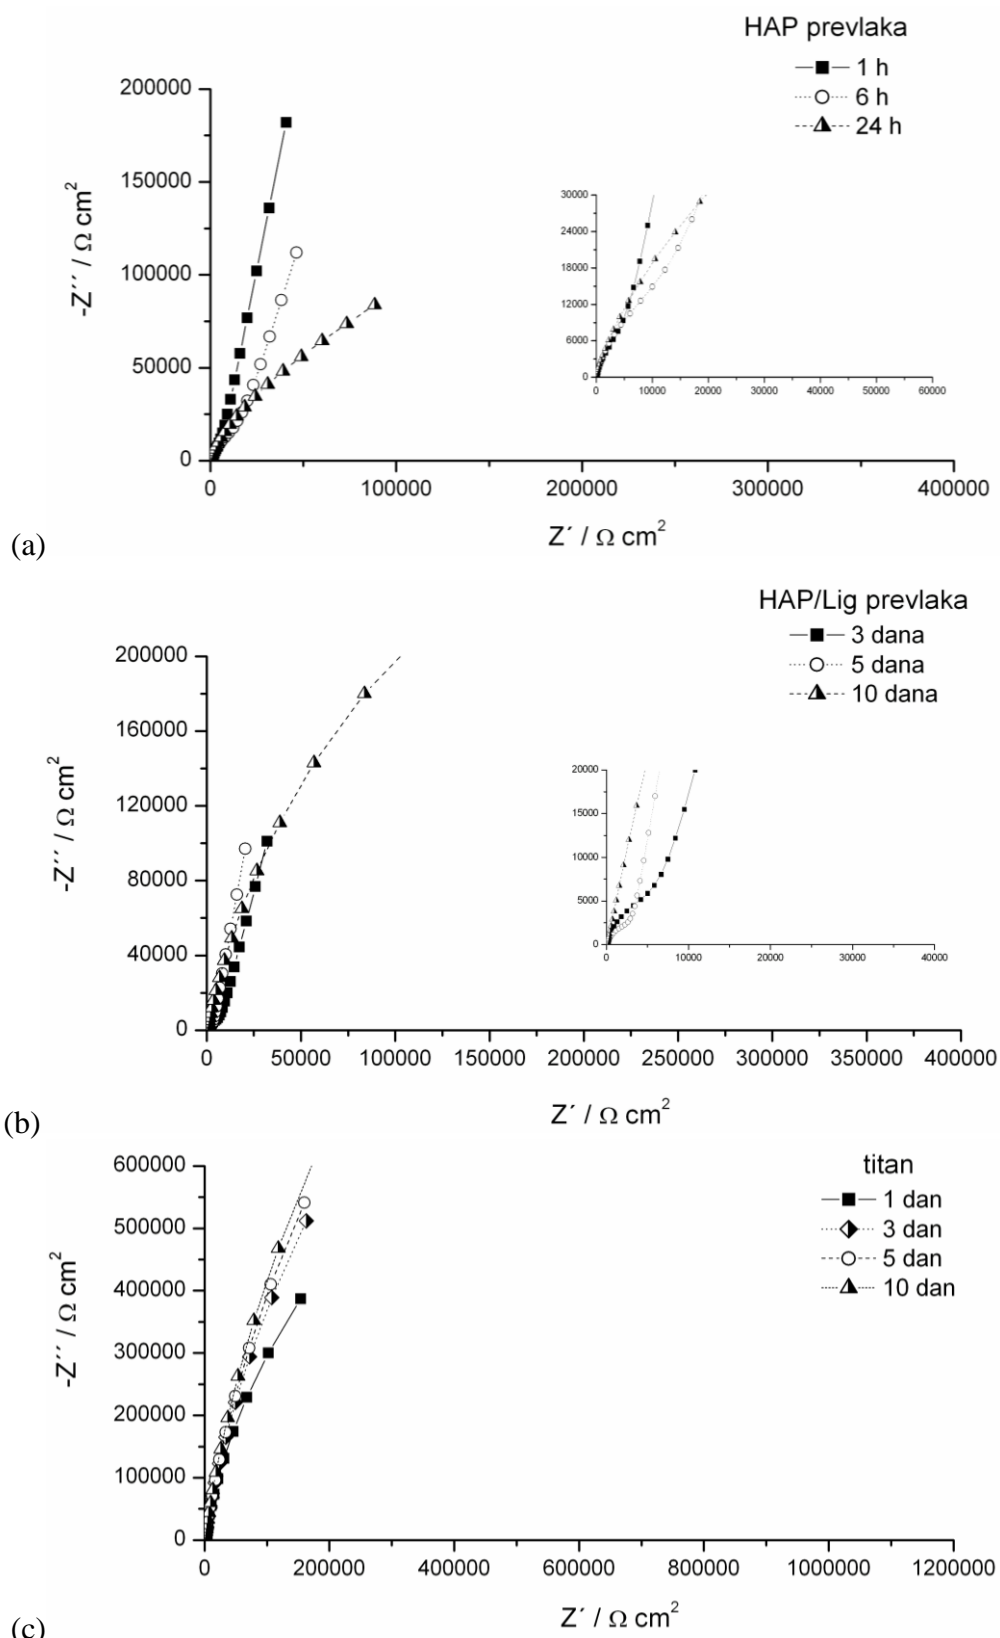 HAP prevlaka
1 h
6 h
24 h
200000
150000
100000
50000
0
-Z´´ / Ω cm²
0
100000
200000
300000
400000
Z´ / Ω cm²
30000
24000
18000
12000
6000
0
0
10000
20000
30000
40000
50000
60000
(a)
HAP/Lig prevlaka
3 dana
5 dana
10 dana
200000
160000
120000
80000
40000
0
-Z´´ / Ω cm²
0
50000
100000
150000
200000
250000
300000
350000
400000
Z´ / Ω cm²
20000
15000
10000
5000
0
0
10000
20000
30000
40000
(b)
titan
1 dan
3 dan
5 dan
10 dan
600000
500000
400000
300000
200000
100000
0
-Z´´ / Ω cm²
0
200000
400000
600000
800000
1000000
1200000
Z´ / Ω cm²
(c)